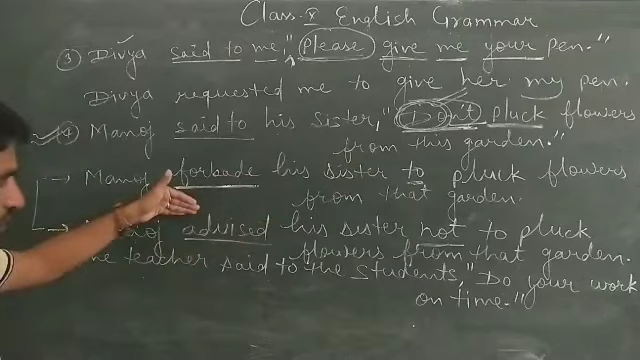 Class-X English Grammar
③ Divya said to me, "Please give me your pen."
Divya requested me to give her my pen.
④ Manoj said to his sister, "Don't pluck flowers
from this garden."
→ Manoj forbade his sister to pluck flowers
from that garden.
→ advised his sister not to pluck
flowers from that garden.
teacher said to the students, "Do your work
on time."